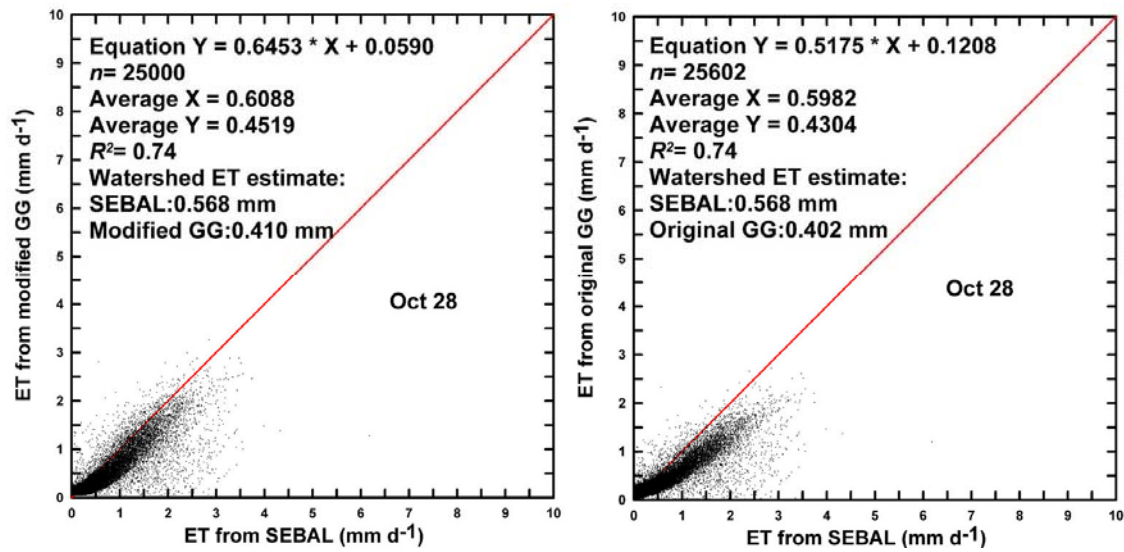 Equation Y = 0.6453 * X + 0.0590
n= 25000
Average X = 0.6088
Average Y = 0.4519
R²= 0.74
Watershed ET estimate:
SEBAL:0.568 mm
Modified GG:0.410 mm
Oct 28
ET from modified GG (mm d⁻¹)
10
9
8
7
6
5
4
3
2
1
0
0 1 2 3 4 5 6 7 8 9 10
ET from SEBAL (mm d⁻¹)
Equation Y = 0.5175 * X + 0.1208
n= 25602
Average X = 0.5982
Average Y = 0.4304
R²= 0.74
Watershed ET estimate:
SEBAL:0.568 mm
Original GG:0.402 mm
Oct 28
ET from original GG (mm d⁻¹)
10
9
8
7
6
5
4
3
2
1
0
0 1 2 3 4 5 6 7 8 9 10
ET from SEBAL (mm d⁻¹)